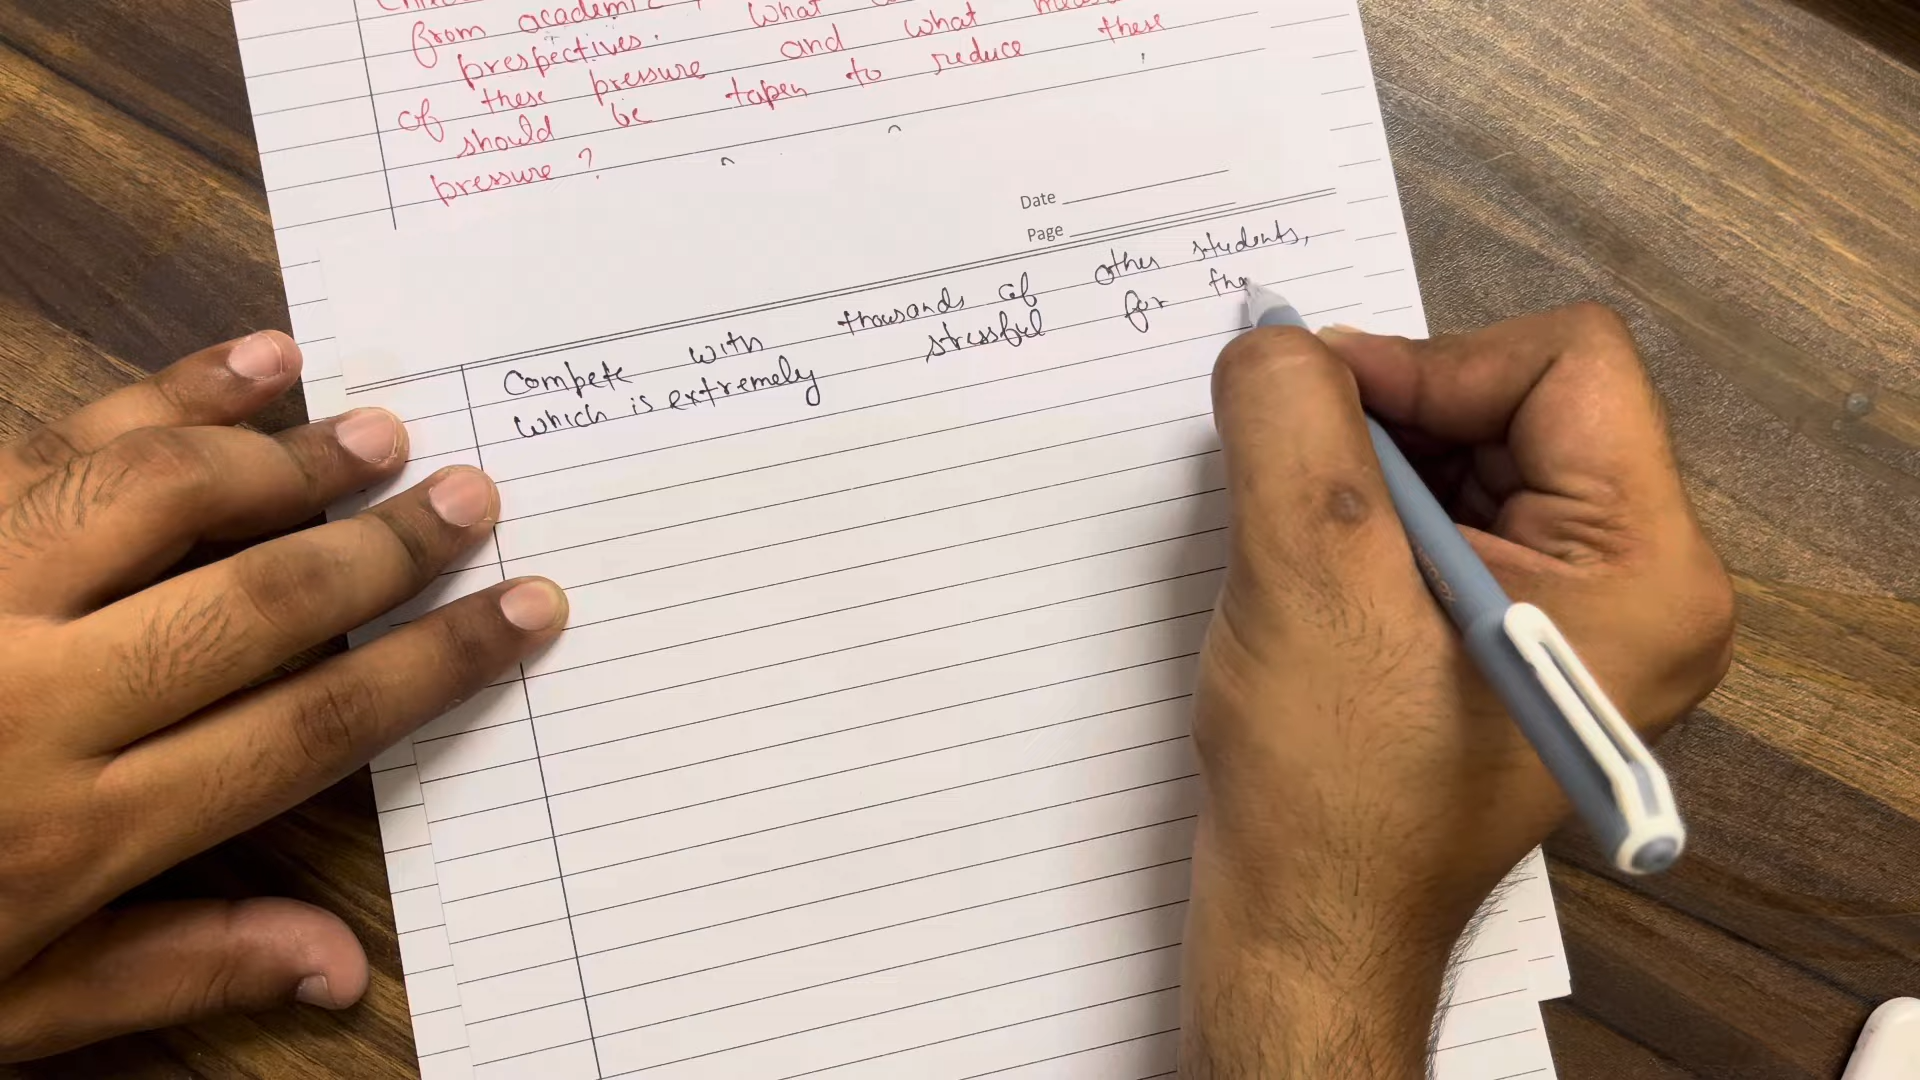 from academic
prespectives. What
of these pressure and what
should be tapen to reduce these
pressure?
Date
Page
Compete with thousands of other students,
which is extremely stressful for the